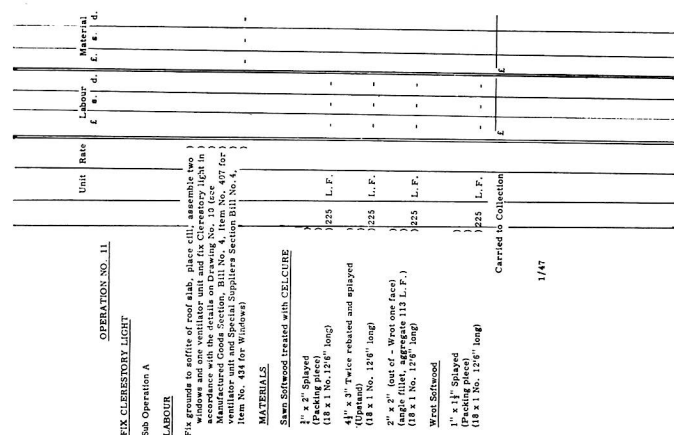 Unit Rate Labour Material
£ s. d. £. s. d.
OPERATION NO. 11
FIX CLERESTORY LIGHT
Sub Operation A
LABOUR
Fix grounds to soffite of roof slab, place cill, assemble two )
windows and one ventilator unit and fix Clerestory light in )
accordance with the details on Drawing No. 10 (see )
Manufactured Goods Section, Bill No. 4, Item No. 407 for )
ventilator unit and Special Suppliers Section Bill No. 4, )
Item No. 434 for Windows) ) - - -
MATERIALS
Sawn Softwood treated with CELCURE
2" Splayed )
(Packing piece) )
(18 x 1 No. 12'6" long) )225 L. F. - - -
4½" x 3" Twice rebated and splayed )
(Upstand) )
(18 x 1 No. 12'6" long) )225 L. F. - - -
2" x 2" (out of - Wrot one face) )
(angle fillet, aggregate 113 L. F.) )
(18 x 1 No. 12'6" long) )225 L. F. - - -
Wrot Softwood
1" x 1½" Splayed )
(Packing piece) )
(18 x 1 No. 12'6" long) )225 L. F. - - -
Carried to Collection £ £
1/47